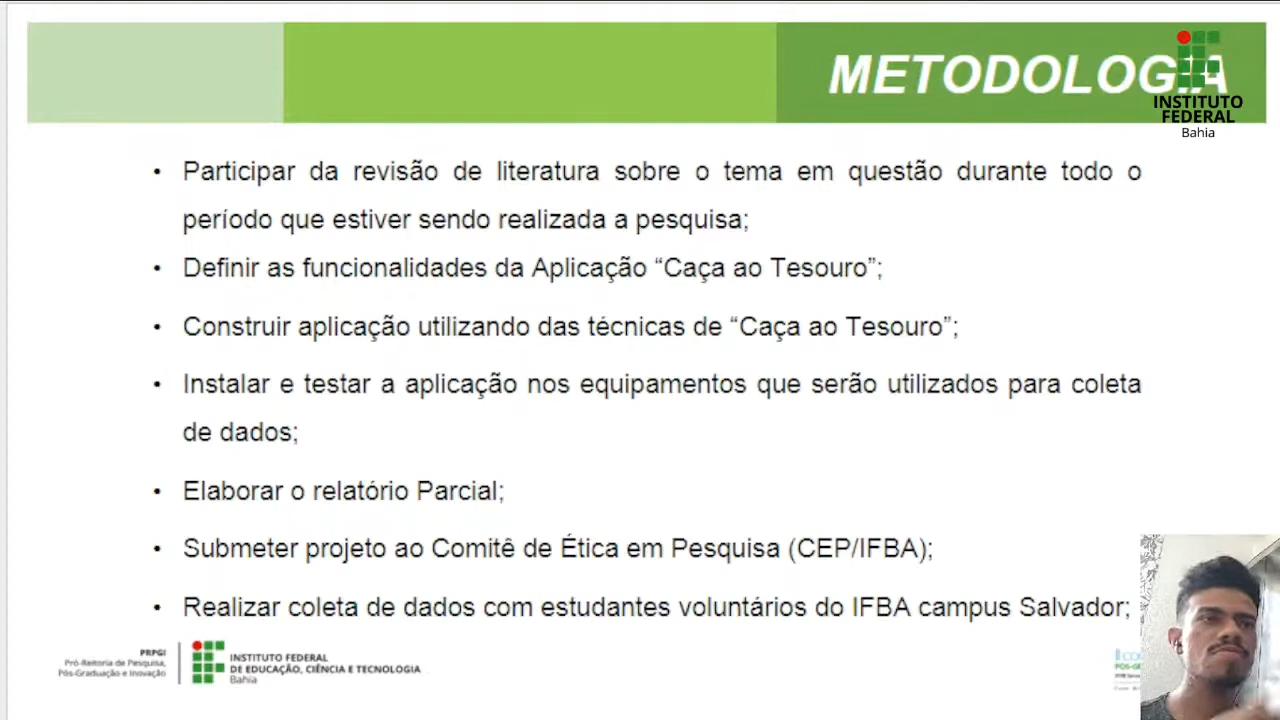 METODOLOGIA
INSTITUTO
FEDERAL
Bahia
• Participar da revisão de literatura sobre o tema em questão durante todo o
período que estiver sendo realizada a pesquisa;
• Definir as funcionalidades da Aplicação “Caça ao Tesouro”;
• Construir aplicação utilizando das técnicas de “Caça ao Tesouro”;
• Instalar e testar a aplicação nos equipamentos que serão utilizados para coleta
de dados;
• Elaborar o relatório Parcial;
• Submeter projeto ao Comitê de Ética em Pesquisa (CEP/IFBA);
• Realizar coleta de dados com estudantes voluntários do IFBA campus Salvador;
PRPGI
Pró-Reitoria de Pesquisa,
Pós-Graduação e Inovação
INSTITUTO FEDERAL
DE EDUCAÇÃO, CIÊNCIA E TECNOLOGIA
Bahia